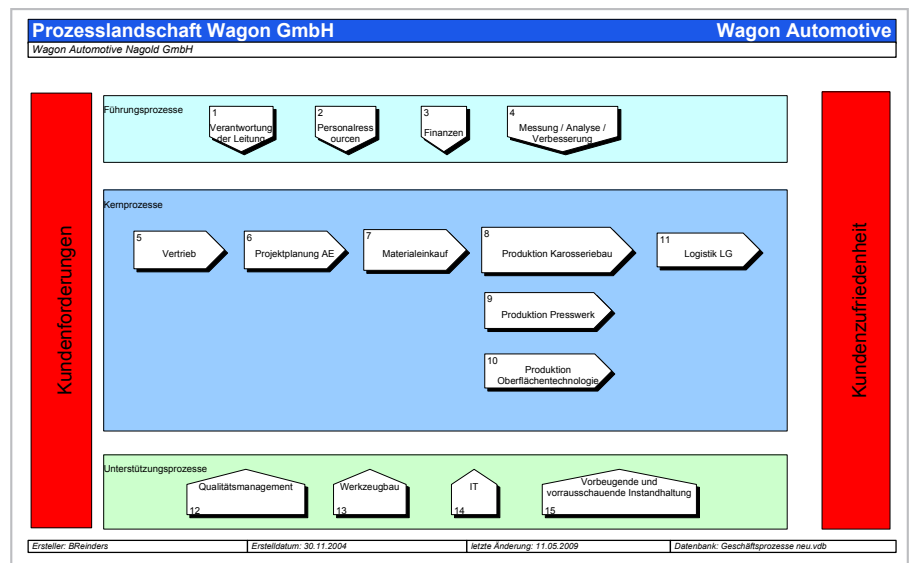 Prozesslandschaft Wagon GmbH
Wagon Automotive
Wagon Automotive Nagold GmbH
Kundenforderungen
Führungsprozesse
1
Verantwortung
der Leitung
2
Personalress
ourcen
3
Finanzen
4
Messung / Analyse /
Verbesserung
Kernprozesse
5
Vertrieb
6
Projektplanung AE
7
Materialeinkauf
8
Produktion Karosseriebau
11
Logistik LG
9
Produktion Presswerk
10
Produktion
Oberflächentechnologie
Unterstützungsprozesse
Qualitätsmanagement
12
Werkzeugbau
13
IT
14
Vorbeugende und
vorrausschauende Instandhaltung
15
Kundenzufriedenheit
Ersteller: BReinders
Erstelldatum: 30.11.2004
letzte Änderung: 11.05.2009
Datenbank: Geschäftsprozesse neu.vdb